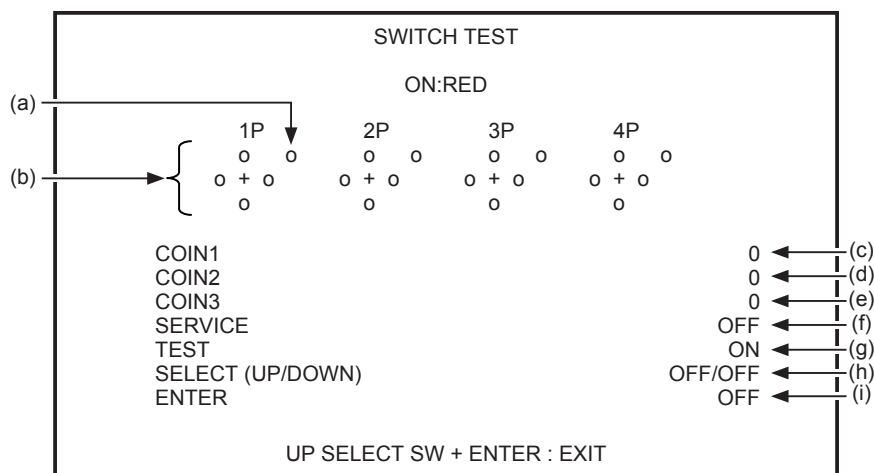 SWITCH TEST
ON:RED
(a)
1P 2P 3P 4P
o o o o o o o o
(b) o + o o + o o + o o + o
o o o o
COIN1 0 (c)
COIN2 0 (d)
COIN3 0 (e)
SERVICE OFF (f)
TEST ON (g)
SELECT (UP/DOWN) OFF/OFF (h)
ENTER OFF (i)
UP SELECT SW + ENTER : EXIT